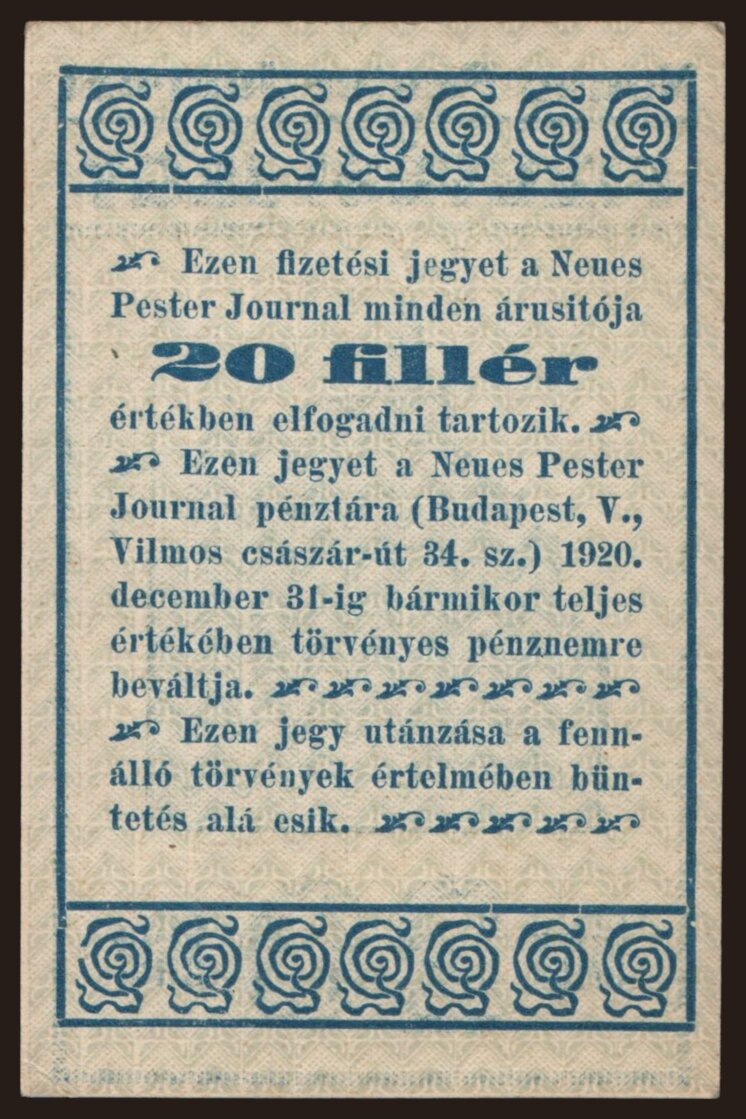 Ezen fizetési jegyet a Neues
Pester Journal minden árusitója
20 fillér
értékben elfogadni tartozik.
Ezen jegyet a Neues Pester
Journal pénztára (Budapest, V.,
Vilmos császár-út 34. sz.) 1920.
december 31-ig bármikor teljes
értékében törvényes pénznemre
beváltja.
Ezen jegy utánzása a fenn-
álló törvények értelmében bün-
tetés alá esik.